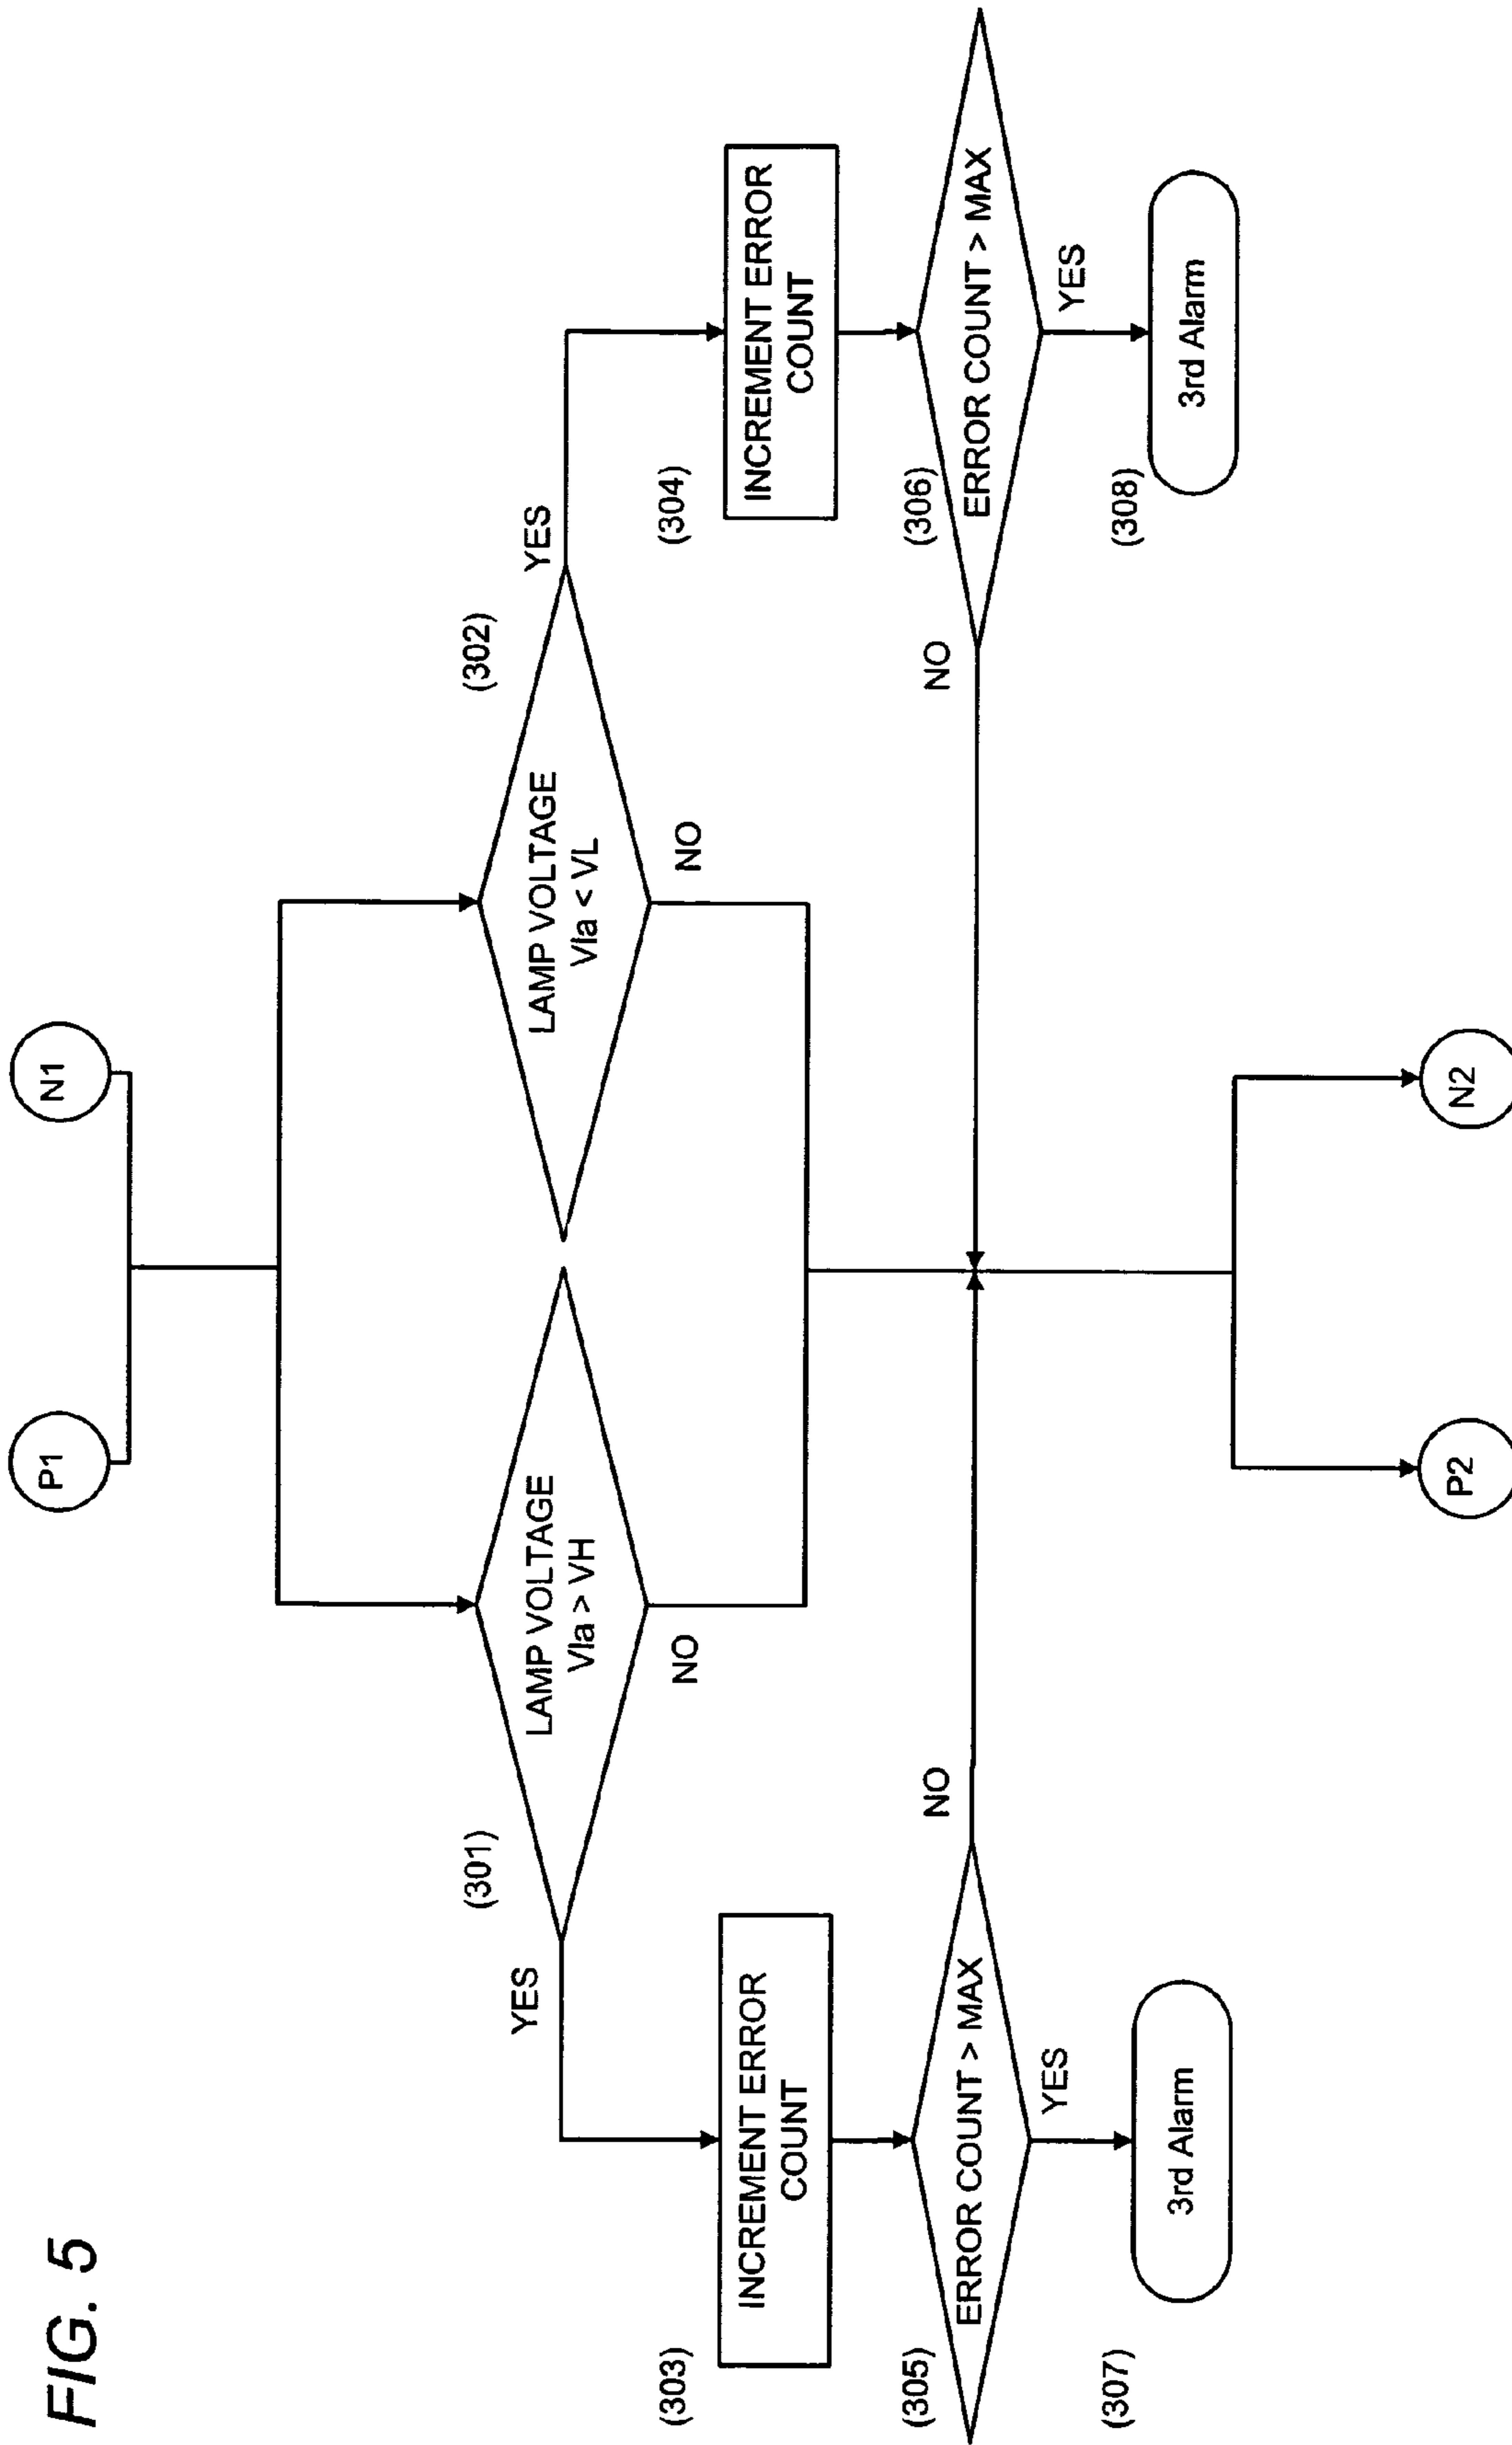 FIG. 5
P1
N1
(301)
LAMP VOLTAGE
Vla > VH
YES
NO
(302)
LAMP VOLTAGE
Vla < VL
YES
NO
(303)
INCREMENT ERROR
COUNT
(304)
INCREMENT ERROR
COUNT
(305)
ERROR COUNT > MAX
NO
YES
(306)
ERROR COUNT > MAX
NO
YES
(307)
3rd Alarm
(308)
3rd Alarm
P2
N2